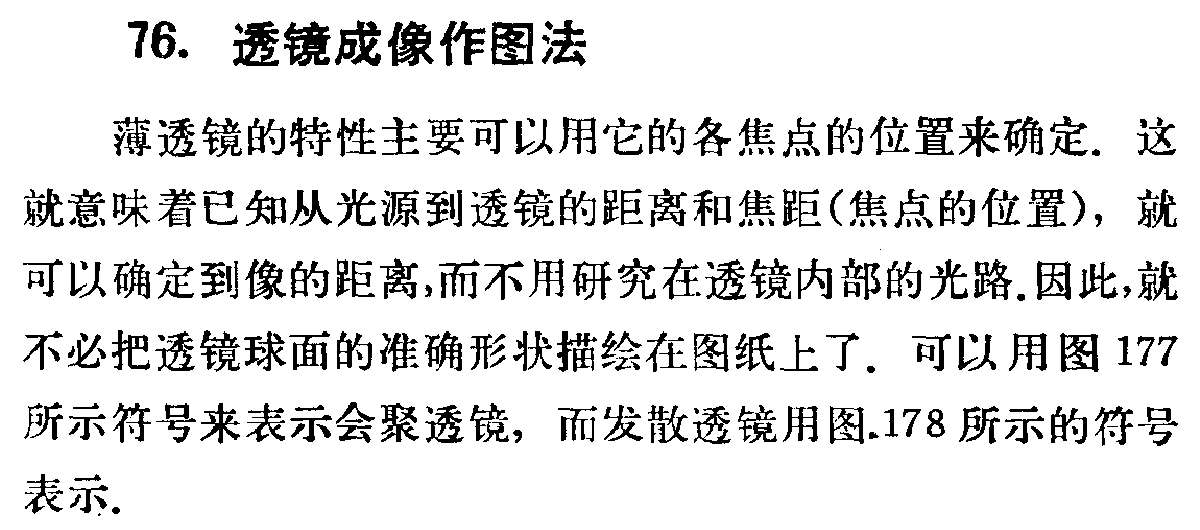 76. 透镜成像作图法
薄透镜的特性主要可以用它的各焦点的位置来确定. 这
就意味着已知从光源到透镜的距离和焦距(焦点的位置), 就
可以确定到像的距离,而不用研究在透镜内部的光路.因此,就
不必把透镜球面的准确形状描绘在图纸上了. 可以用图 177
所示符号来表示会聚透镜, 而发散透镜用图.178 所示的符号
表示.